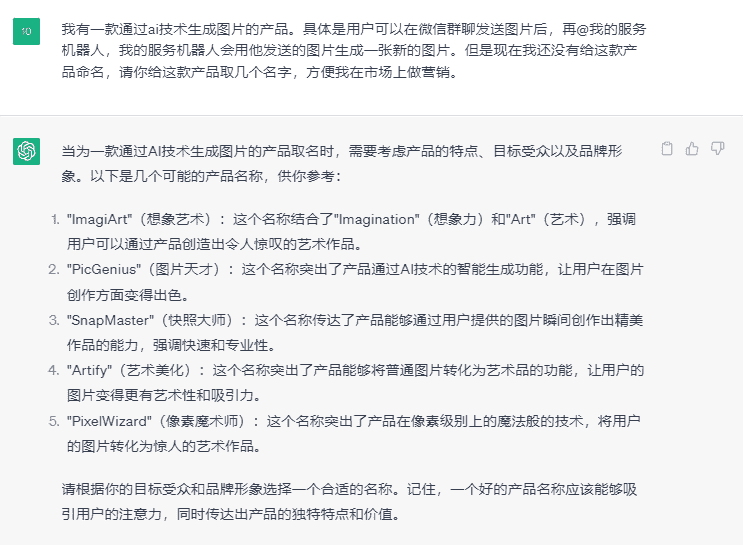 10
我有一款通过ai技术生成图片的产品。具体是用户可以在微信群聊发送图片后，再@我的服务
机器人，我的服务机器人会用他发送的图片生成一张新的图片。但是现在我还没有给这款产
品命名，请你给这款产品取几个名字，方便我在市场上做营销。
当为一款通过AI技术生成图片的产品取名时，需要考虑产品的特点、目标受众以及品牌形
象。以下是几个可能的产品名称，供你参考：
1. "ImagiArt"（想象艺术）：这个名称结合了"Imagination"（想象力）和"Art"（艺术），强调
用户可以通过产品创造出令人惊叹的艺术作品。
2. "PicGenius"（图片天才）：这个名称突出了产品通过AI技术的智能生成功能，让用户在图片
创作方面变得出色。
3. "SnapMaster"（快照大师）：这个名称传达了产品能够通过用户提供的图片瞬间创作出精美
作品的能力，强调快速和专业性。
4. "Artify"（艺术美化）：这个名称突出了产品能够将普通图片转化为艺术品的功能，让用户的
图片变得更有艺术性和吸引力。
5. "PixelWizard"（像素魔术师）：这个名称突出了产品在像素级别上的魔法般的技术，将用户
的图片转化为惊人的艺术作品。
请根据你的目标受众和品牌形象选择一个合适的名称。记住，一个好的产品名称应该能够吸
引用户的注意力，同时传达出产品的独特特点和价值。